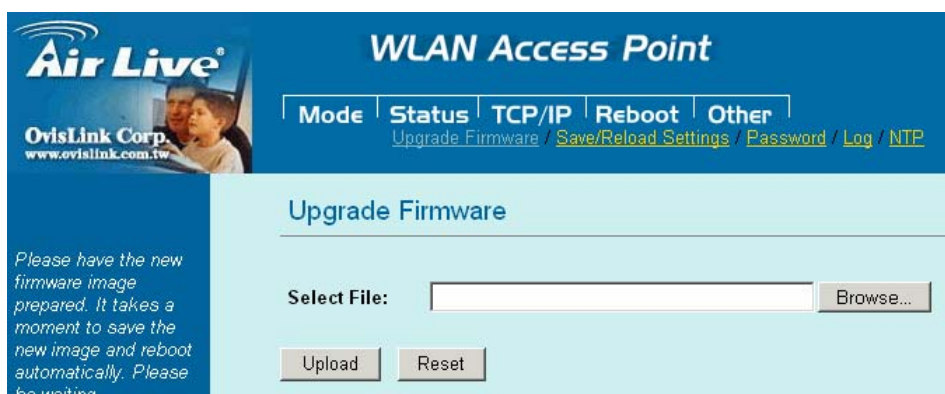 Air Live®
OvisLink Corp.
www.ovislink.com.tw
WLAN Access Point
Mode Status TCP/IP Reboot Other
Upgrade Firmware / Save/Reload Settings / Password / Log / NTP
Please have the new
firmware image
prepared. It takes a
moment to save the
new image and reboot
automatically. Please
be waiting
Upgrade Firmware
Select File:
Browse...
Upload Reset